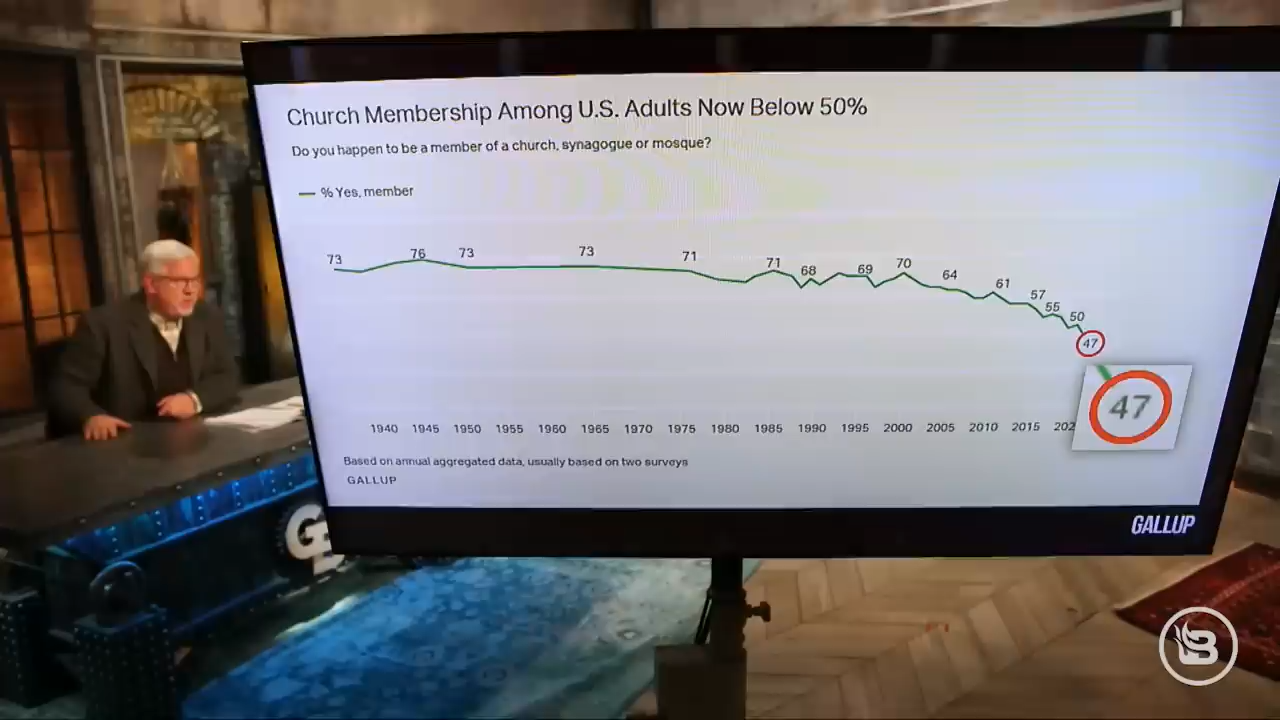 Church Membership Among U.S. Adults Now Below 50%
Do you happen to be a member of a church, synagogue or mosque?
% Yes, member
73 76 73 73 71 71 68 69 70 64 61 57 55 50 47
47
1940 1945 1950 1955 1960 1965 1970 1975 1980 1985 1990 1995 2000 2005 2010 2015 202
Based on annual aggregated data, usually based on two surveys
GALLUP
GALLUP
G
B